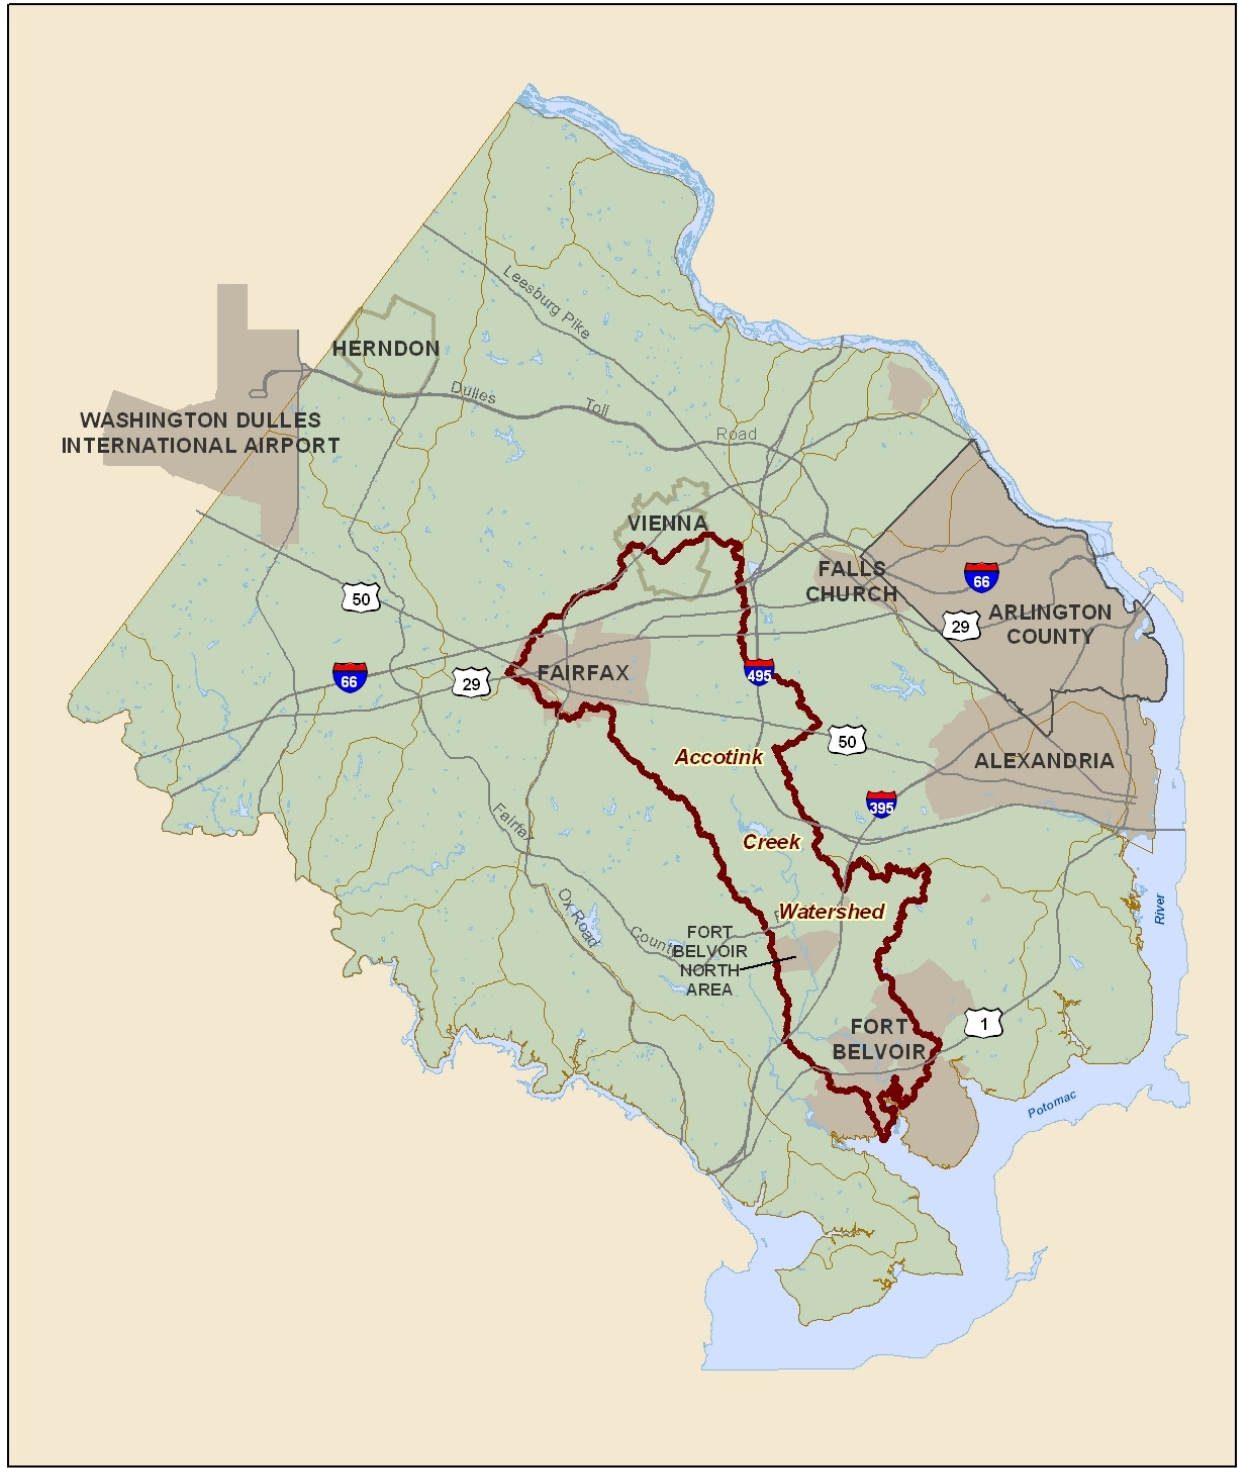 Leesburg Pike
HERNDON
Dulles
Toll
Road
WASHINGTON DULLES
INTERNATIONAL AIRPORT
VIENNA
FALLS
CHURCH
66
50
29
ARLINGTON
COUNTY
66
29
FAIRFAX
495
50
Accotink
ALEXANDRIA
395
Fairfax
Creek
Ox Road
Watershed
River
FORT
BELVOIR
NORTH
AREA
County
1
FORT
BELVOIR
Potomac